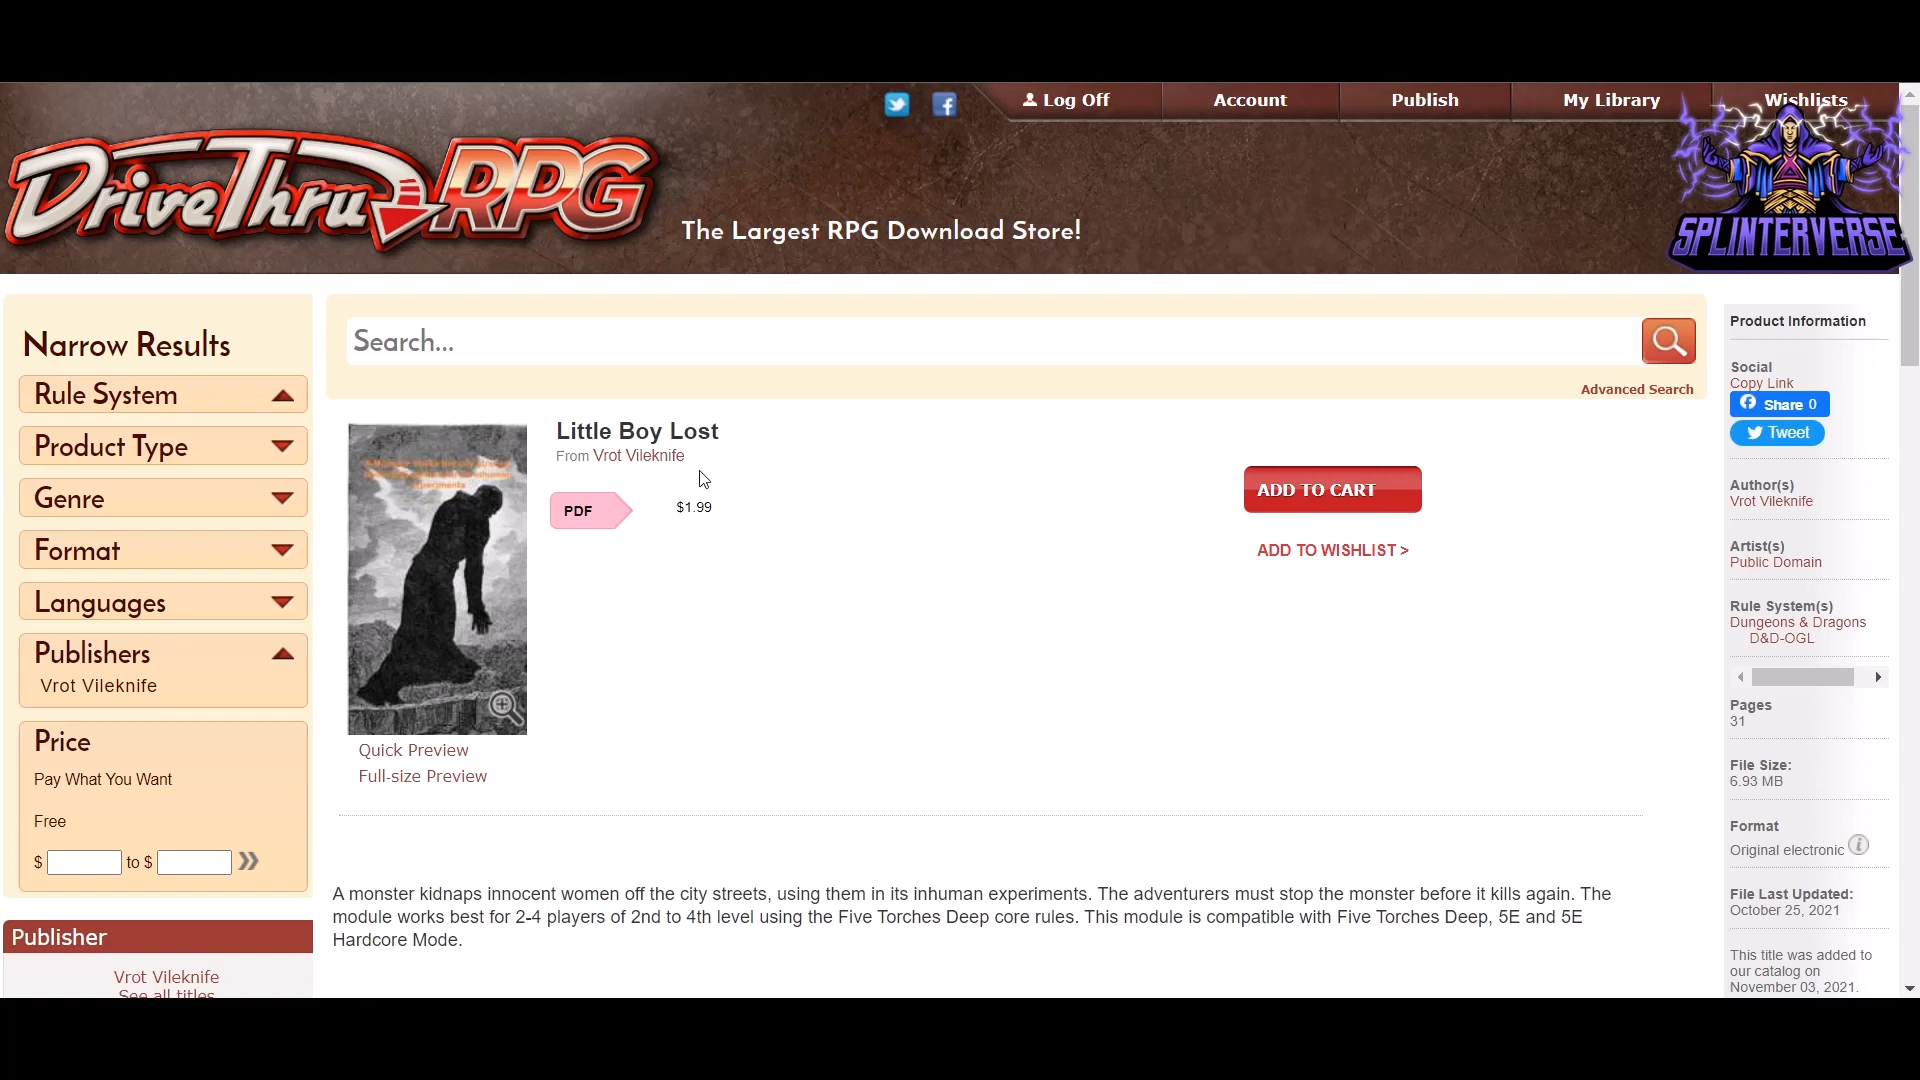 Log Off
Account
Publish
My Library
Wishlists
DriveThruRPG
The Largest RPG Download Store!
SPLINTERVERSE
Narrow Results
Rule System
Product Type
Genre
Format
Languages
Publishers
Vrot Vileknife
Price
Pay What You Want
Free
$ to $
Publisher
Vrot Vileknife
See all titles
Search...
Advanced Search
Little Boy Lost
From Vrot Vileknife
PDF
$1.99
ADD TO CART
ADD TO WISHLIST >
Quick Preview
Full-size Preview
A monster kidnaps innocent women off the city streets, using them in its inhuman experiments. The adventurers must stop the monster before it kills again. The
module works best for 2-4 players of 2nd to 4th level using the Five Torches Deep core rules. This module is compatible with Five Torches Deep, 5E and 5E
Hardcore Mode.
Product Information
Social
Copy Link
Share 0
Tweet
Author(s)
Vrot Vileknife
Artist(s)
Public Domain
Rule System(s)
Dungeons & Dragons
D&D-OGL
Pages
31
File Size:
6.93 MB
Format
Original electronic
File Last Updated:
October 25, 2021
This title was added to
our catalog on
November 03, 2021.